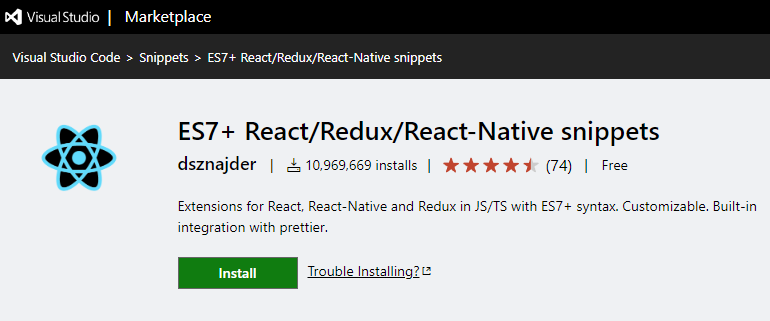 Visual Studio | Marketplace
Visual Studio Code > Snippets > ES7+ React/Redux/React-Native snippets
ES7+ React/Redux/React-Native snippets
dsznajder | 10,969,669 installs | (74) | Free
Extensions for React, React-Native and Redux in JS/TS with ES7+ syntax. Customizable. Built-in
integration with prettier.
Install Trouble Installing?